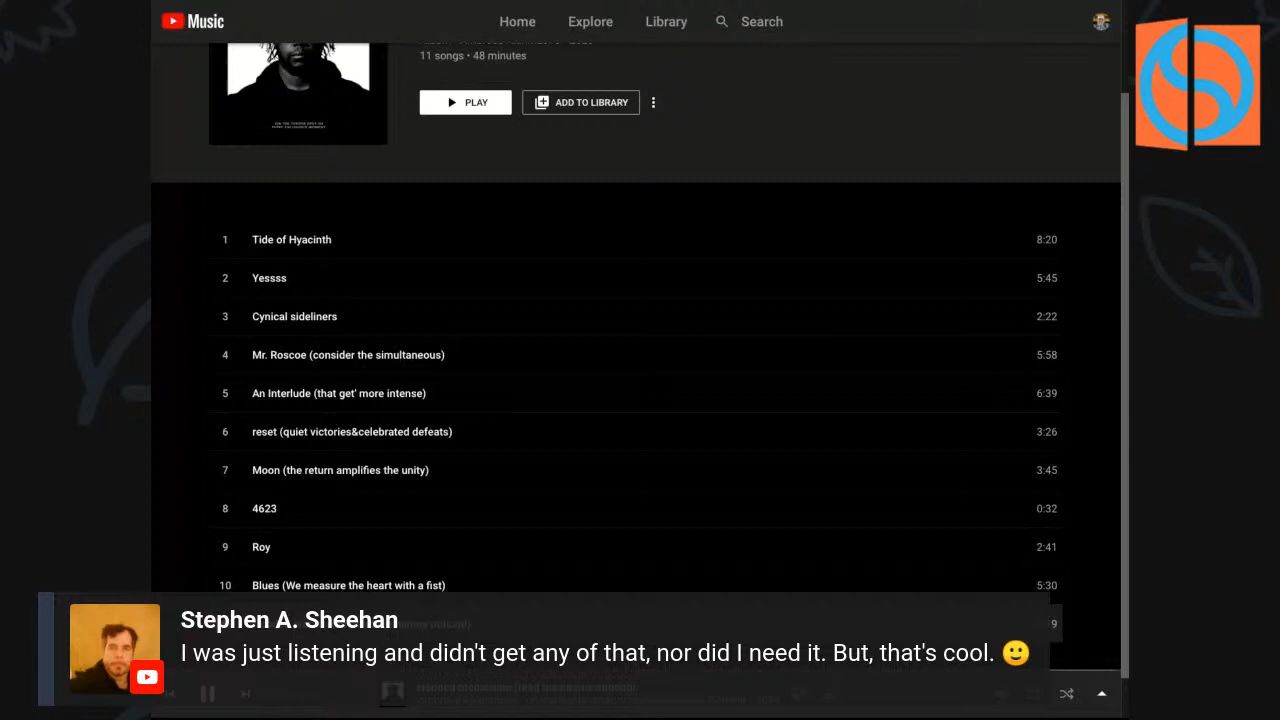 Music
Home
Explore
Library
Search
11 songs • 48 minutes
PLAY
ADD TO LIBRARY
1 Tide of Hyacinth 8:20
2 Yessss 5:45
3 Cynical sideliners 2:22
4 Mr. Roscoe (consider the simultaneous) 5:58
5 An Interlude (that get' more intense) 6:39
6 reset (quiet victories&celebrated defeats) 3:26
7 Moon (the return amplifies the unity) 3:45
8 4623 0:32
9 Roy 2:41
10 Blues (We measure the heart with a fist) 5:30
9
Stephen A. Sheehan
I was just listening and didn't get any of that, nor did I need it. But, that's cool. 🙂